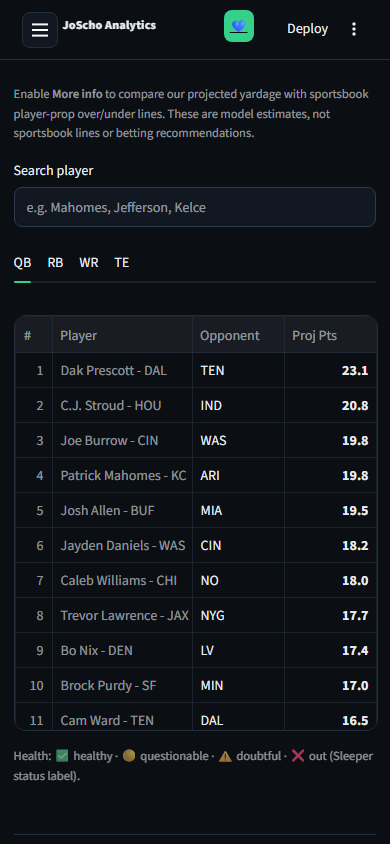 JoScho Analytics
Deploy
Enable More info to compare our projected yardage with sportsbook
player-prop over/under lines. These are model estimates, not
sportsbook lines or betting recommendations.
Search player
e.g. Mahomes, Jefferson, Kelce
QB RB WR TE
# Player Opponent Proj Pts
1 Dak Prescott - DAL TEN 23.1
2 C.J. Stroud - HOU IND 20.8
3 Joe Burrow - CIN WAS 19.8
4 Patrick Mahomes - KC ARI 19.8
5 Josh Allen - BUF MIA 19.5
6 Jayden Daniels - WAS CIN 18.2
7 Caleb Williams - CHI NO 18.0
8 Trevor Lawrence - JAX NYG 17.7
9 Bo Nix - DEN LV 17.4
10 Brock Purdy - SF MIN 17.0
11 Cam Ward - TEN DAL 16.5
Health: ✅ healthy · 🟡 questionable · ⚠️ doubtful · ❌ out (Sleeper
status label).